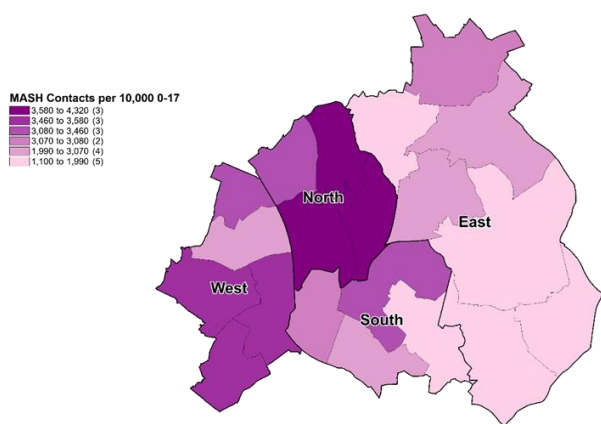 MASH Contacts per 10,000 0-17
3,580 to 4,320 (3)
3,460 to 3,580 (3)
3,080 to 3,460 (3)
3,070 to 3,080 (2)
1,990 to 3,070 (4)
1,100 to 1,990 (5)
North
East
West
South